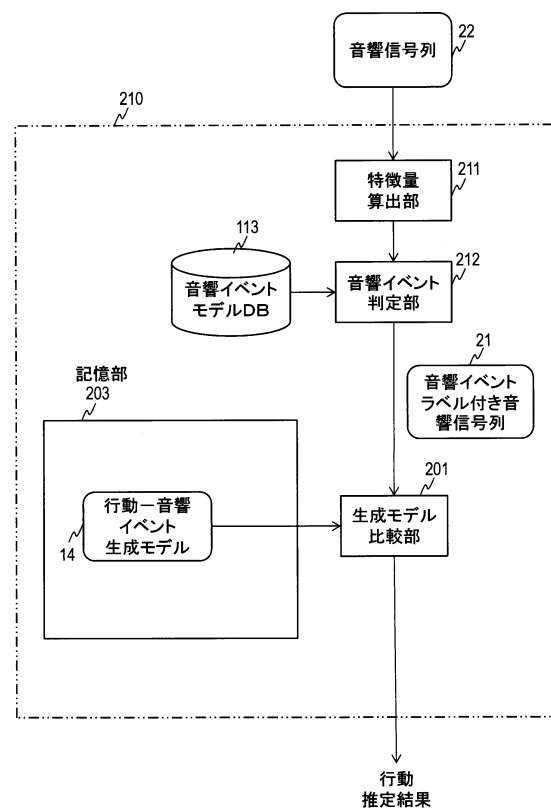 22
音響信号列
210
特徴量
算出部
211
113
音響イベント
モデルDB
212
音響イベント
判定部
21
音響イベント
ラベル付き音
響信号列
記憶部
203
201
行動－音響
イベント
生成モデル
14
生成モデル
比較部
行動
推定結果